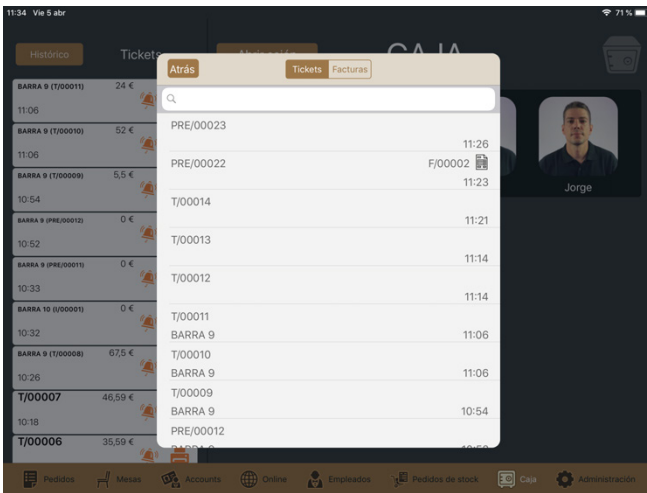 11:34 Vie 5 abr
71 %
Histórico
Tickets
CAJA
BARRA 9 (T/00011)
24 €
11:06
BARRA 9 (T/00010)
52 €
11:06
BARRA 9 (T/00009)
5,5 €
10:54
BARRA 9 (PRE/00012)
0 €
10:52
BARRA 9 (PRE/00011)
0 €
10:33
BARRA 10 (I/00001)
0 €
10:32
BARRA 9 (T/00008)
67,5 €
10:26
T/00007
46,59 €
10:18
T/00006
35,59 €
Atrás
Tickets
Facturas
PRE/00023
11:26
PRE/00022
F/00002
11:23
T/00014
11:21
T/00013
11:14
T/00012
11:14
T/00011
BARRA 9
11:06
T/00010
BARRA 9
11:06
T/00009
BARRA 9
10:54
PRE/00012
BARRA 9
10:52
Jorge
Pedidos
Mesas
Accounts
Online
Empleados
Pedidos de stock
Caja
Administración